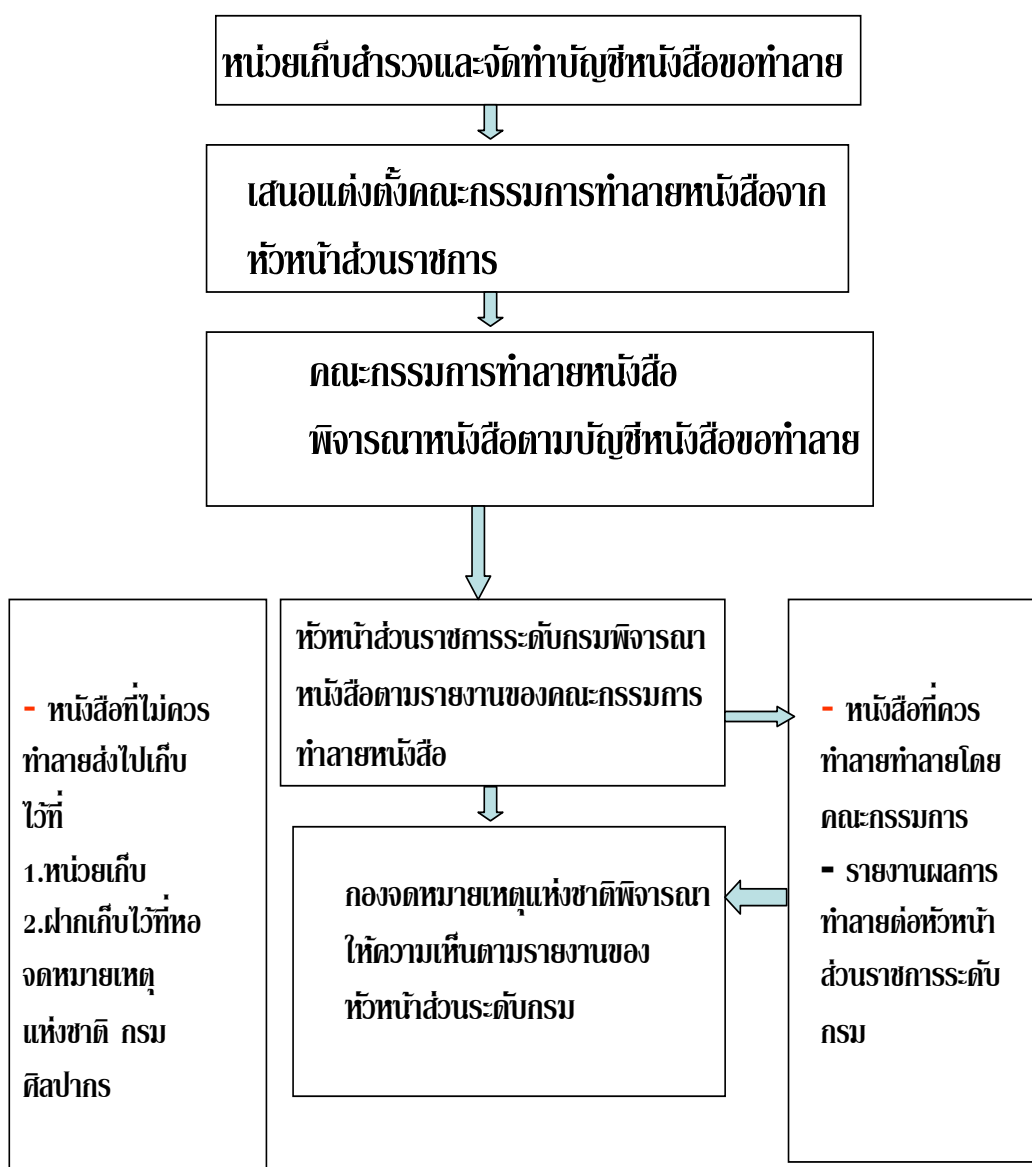 หน่วยเก็บสำรวจและจัดทำบัญชีหนังสือขอทำลาย
เสนอแต่งตั้งคณะกรรมการทำลายหนังสือจาก
หัวหน้าส่วนราชการ
คณะกรรมการทำลายหนังสือ
พิจารณาหนังสือตามบัญชีหนังสือขอทำลาย
- หนังสือที่ไม่ควร
ทำลายส่งไปเก็บ
ไว้ที่
1.หน่วยเก็บ
2.ฝากเก็บไว้ที่หอ
จดหมายเหตุ
แห่งชาติ กรม
ศิลปากร
หัวหน้าส่วนราชการระดับกรมพิจารณา
หนังสือตามรายงานของคณะกรรมการ
ทำลายหนังสือ
กองจดหมายเหตุแห่งชาติพิจารณา
ให้ความเห็นตามรายงานของ
หัวหน้าส่วนระดับกรม
- หนังสือที่ควร
ทำลายทำลายโดย
คณะกรรมการ
- รายงานผลการ
ทำลายต่อหัวหน้า
ส่วนราชการระดับ
กรม